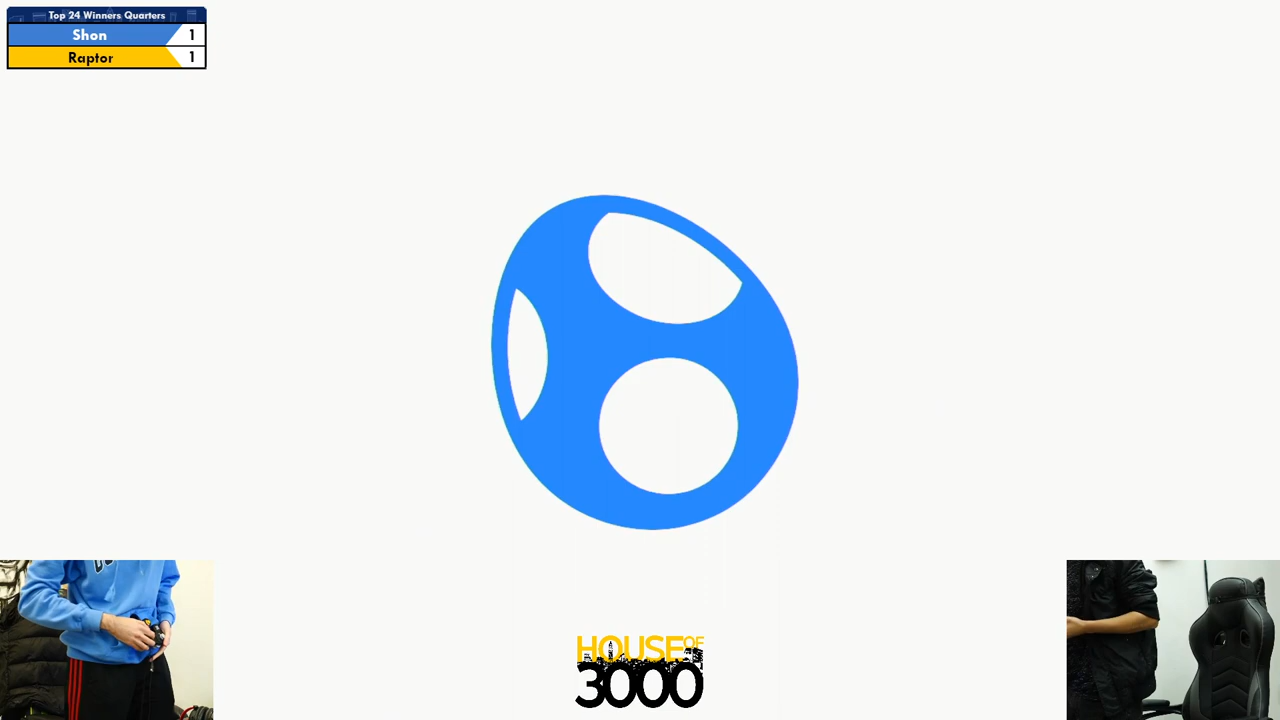 Top 24 Winners Quarters
Shon 1
Raptor 1
HOUSE OF
3000